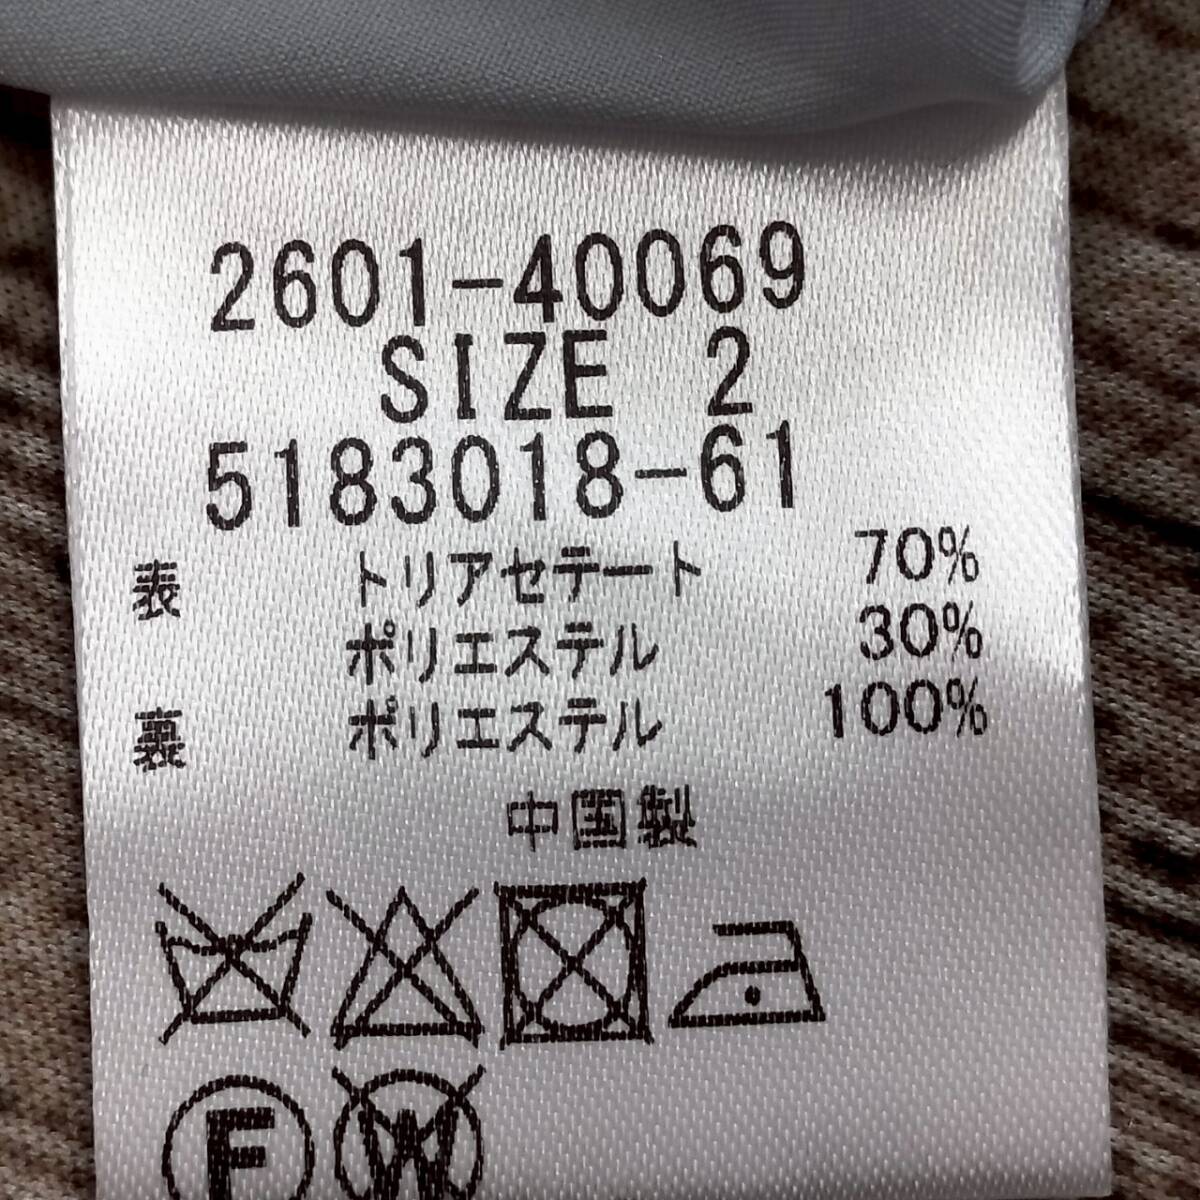 2601-40069
SIZE 2
5183018-61
表 トリアセテート 70%
ポリエステル 30%
裏 ポリエステル 100%
中国製
F W